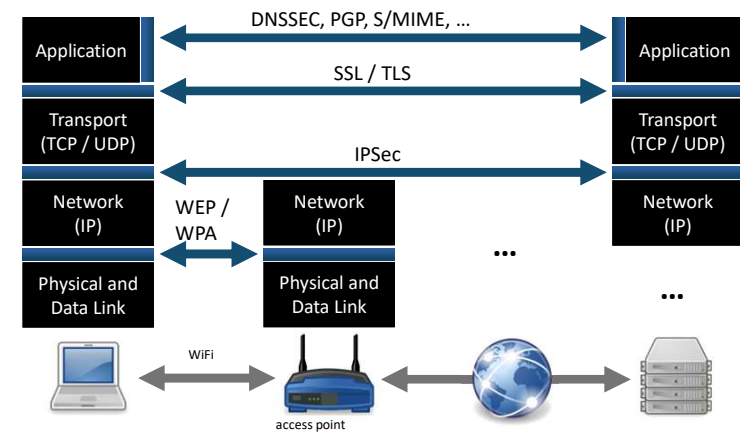 DNSSEC, PGP, S/MIME, ...
Application
Application
SSL / TLS
Transport
(TCP / UDP)
Transport
(TCP / UDP)
IPSec
Network
(IP)
WEP /
WPA
Network
(IP)
Network
(IP)
...
Physical and
Data Link
Physical and
Data Link
...
WiFi
access point